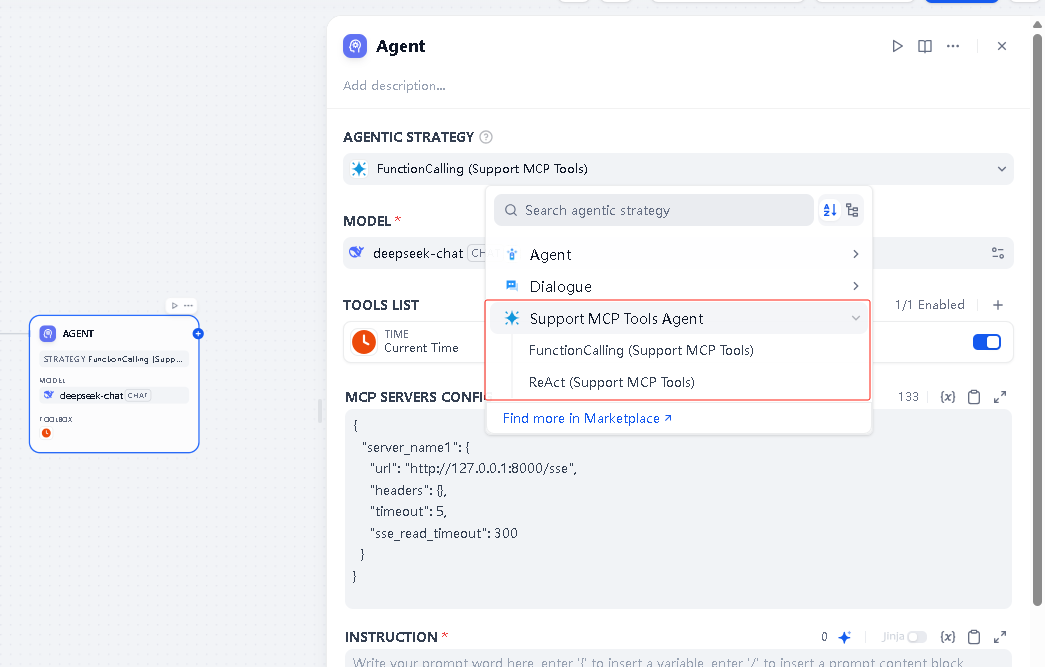 Agent
Add description...
AGENTIC STRATEGY
FunctionCalling (Support MCP Tools)
Search agentic strategy
MODEL *
deepseek-chat CH
Agent
Dialogue
TOOLS LIST
1/1 Enabled
Support MCP Tools Agent
TIME
Current Time
FunctionCalling (Support MCP Tools)
ReAct (Support MCP Tools)
MCP SERVERS CONFI
133
Find more in Marketplace
{
"server_name1": {
"url": "http://127.0.0.1:8000/sse",
"headers": {},
"timeout": 5,
"sse_read_timeout": 300
}
}
INSTRUCTION *
0
Jinja
Write your prompt word here, enter '{' to insert a variable, enter '/' to insert a prompt content block
AGENT
STRATEGY FunctionCalling (Supp...
MODEL
deepseek-chat CHAT
TOOLBOX